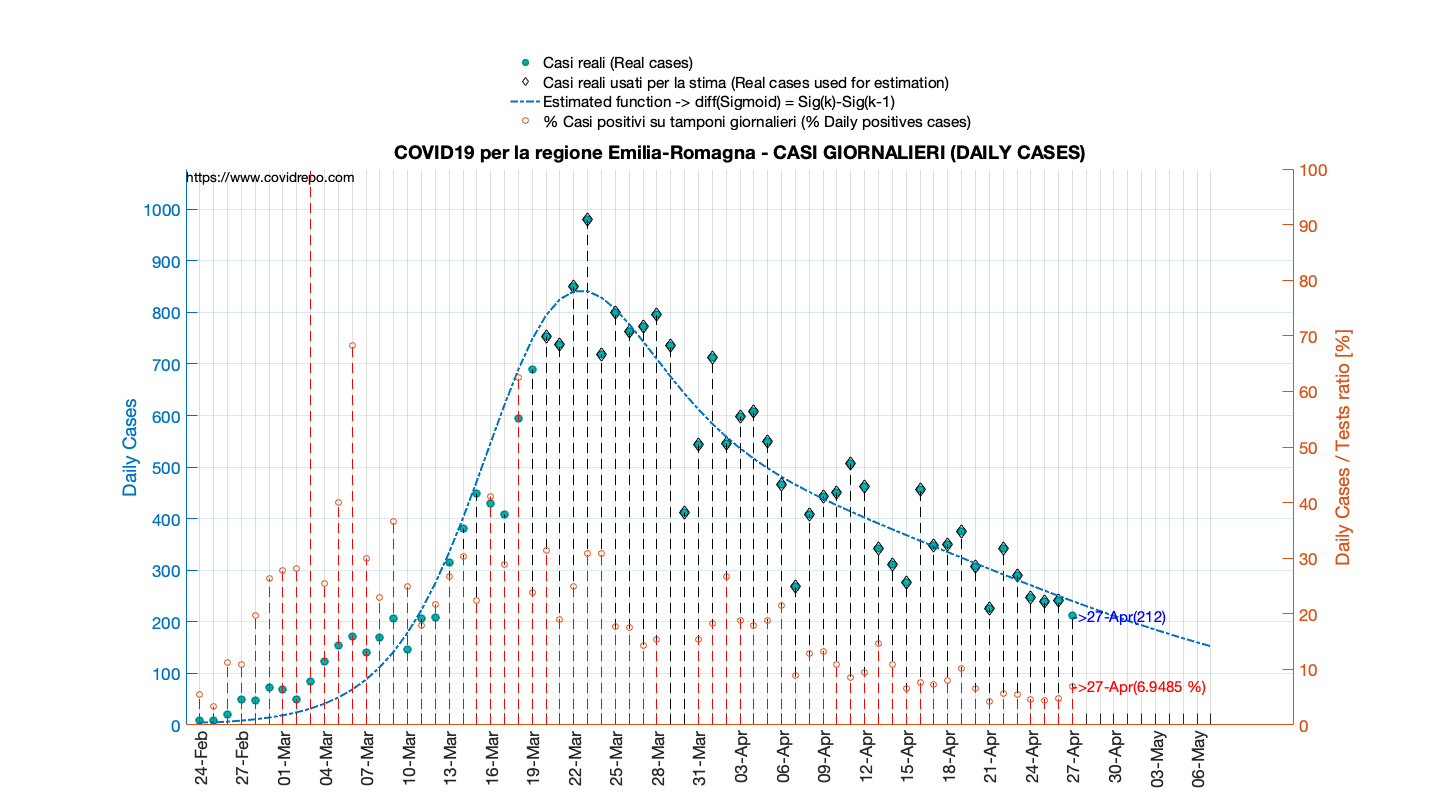 Casi reali (Real cases)
Casi reali usati per la stima (Real cases used for estimation)
Estimated function -> diff(Sigmoid) = Sig(k)-Sig(k-1)
% Casi positivi su tamponi giornalieri (% Daily positives cases)
COVID19 per la regione Emilia-Romagna - CASI GIORNALIERI (DAILY CASES)
https://www.covidrepo.com
Daily Cases
1000
900
800
700
600
500
400
300
200
100
0
100
90
80
70
60
50
40
30
20
10
0
Daily Cases / Tests ratio [%]
->27-Apr(212)
->27-Apr(6.9485 %)
24-Feb
27-Feb
01-Mar
04-Mar
07-Mar
10-Mar
13-Mar
16-Mar
19-Mar
22-Mar
25-Mar
28-Mar
31-Mar
03-Apr
06-Apr
09-Apr
12-Apr
15-Apr
18-Apr
21-Apr
24-Apr
27-Apr
30-Apr
03-May
06-May